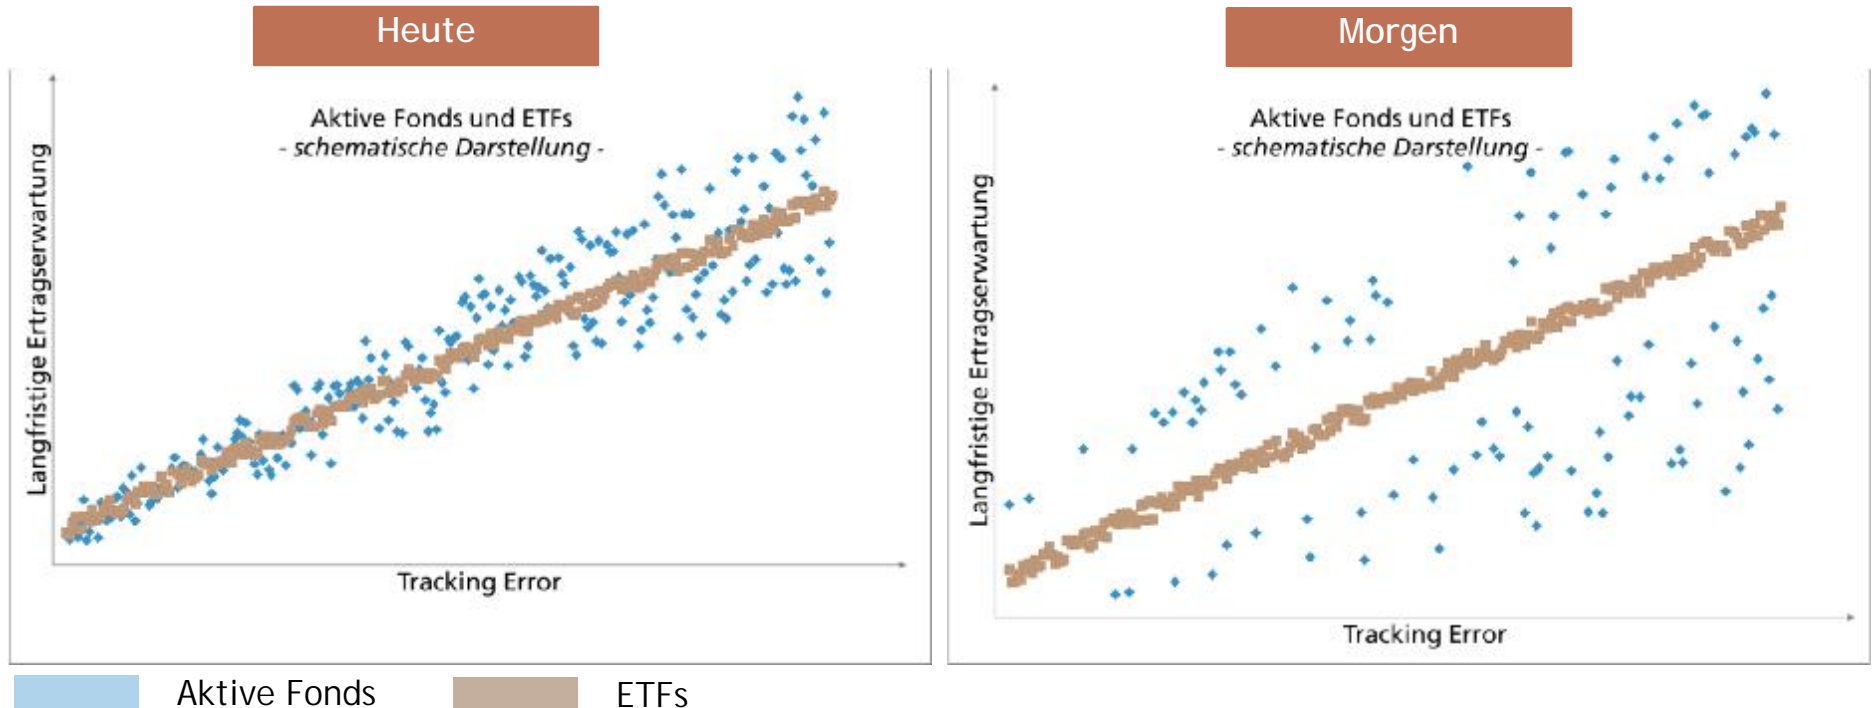 Heute
Aktive Fonds und ETFs
- schematische Darstellung -
Langfristige Ertragserwartung
Tracking Error
Morgen
Aktive Fonds und ETFs
- schematische Darstellung -
Langfristige Ertragserwartung
Tracking Error
Aktive Fonds
ETFs